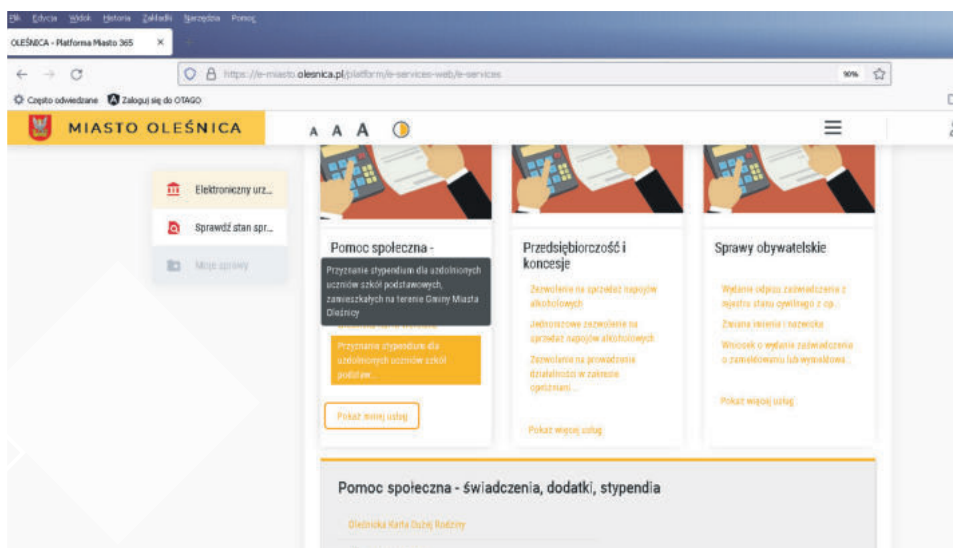 Plik Edycja Widok Historia Zakładki Narzędzia Pomoc
OLEŚNICA - Platforma Miasto 365
https://e-miasto.olesnica.pl/platform/e-services-web/e-services
90%
Często odwiedzane Zaloguj się do OTAGO
MIASTO OLEŚNICA
A A A
Elektroniczny urz...
Sprawdź stan spr...
Moje sprawy
Pomoc społeczna -
Przyznanie stypendium dla uzdolnionych
uczniów szkół podstawowych,
zamieszkałych na terenie Gminy Miasta
Oleśnicy
Przyznanie stypendium dla
uzdolnionych uczniów szkół
podstaw...
Pokaż mniej usług
Przedsiębiorczość i
koncesje
Zezwolenie na sprzedaż napojów
alkoholowych
Jednorazowe zezwolenie na
sprzedaż napojów alkoholowych
Zezwolenie na prowadzenie
działalności w zakresie
opróżniani...
Pokaż więcej usług
Sprawy obywatelskie
Wydanie odpisu zaświadczenia z
rejestru stanu cywilnego z op...
Zmiana imienia i nazwiska
Wniosek o wydanie zaświadczenia
o zameldowaniu lub wymeldowa...
Pokaż więcej usług
Pomoc społeczna - świadczenia, dodatki, stypendia
Oleśnicka Karta Dużej Rodziny